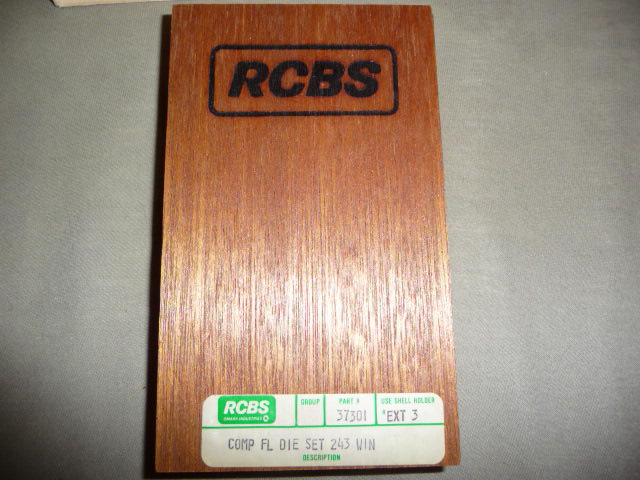 RCBS
RCBS GROUP PART # USE SHELL HOLDER
OMARK INDUSTRIES 37301 "EXT 3
COMP FL DIE SET 243 WIN
DESCRIPTION